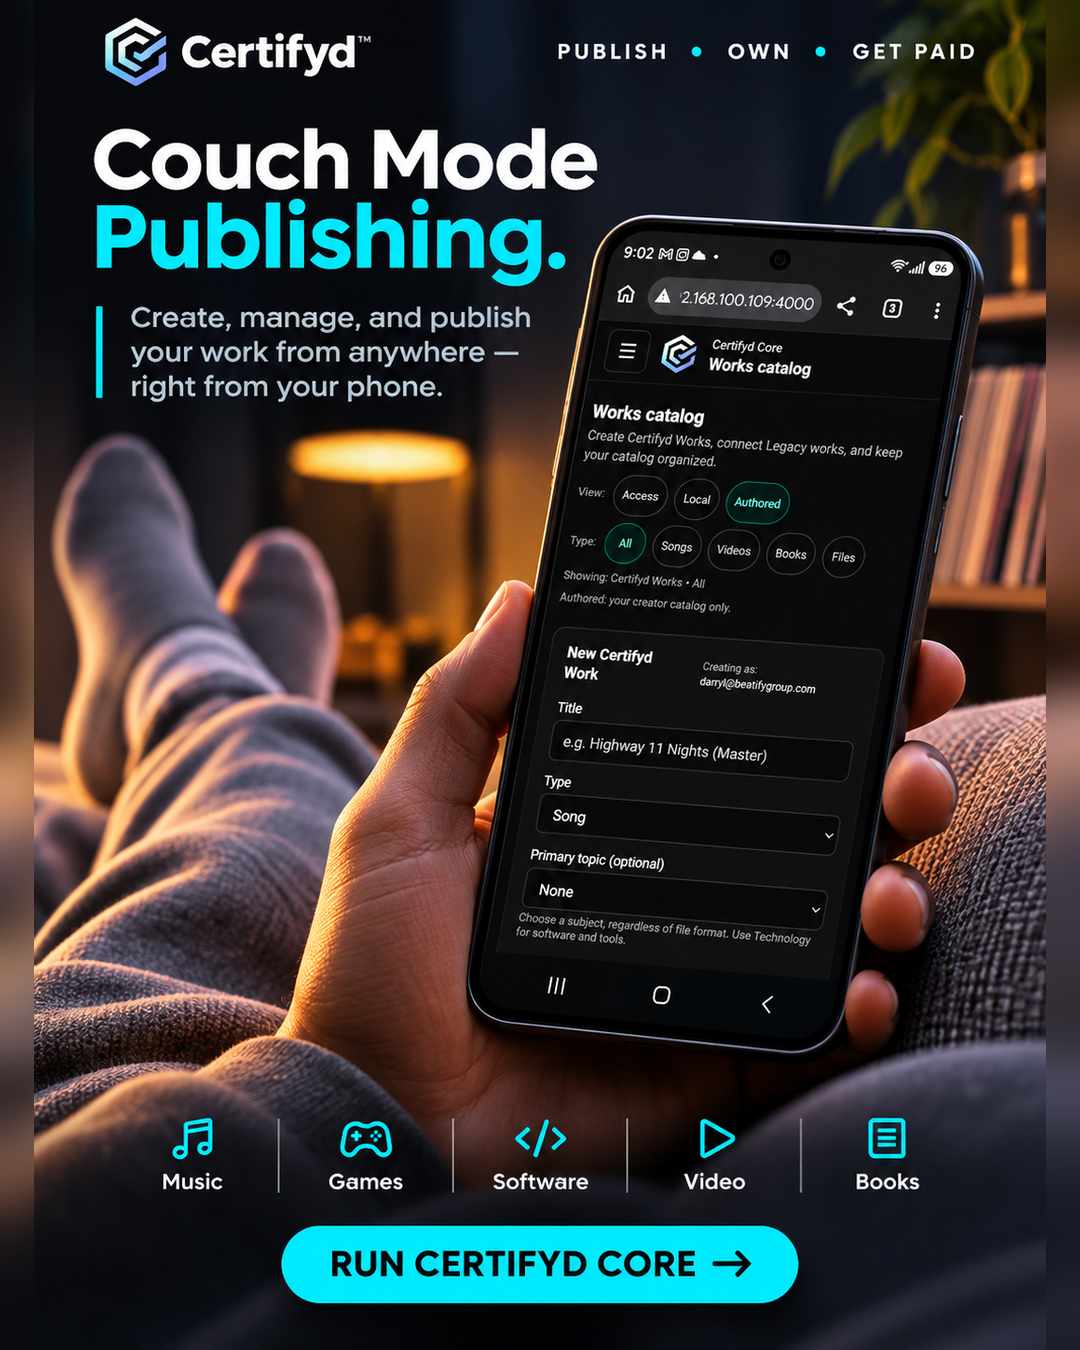 Certifyd™
PUBLISH • OWN • GET PAID
Couch Mode
Publishing.
Create, manage, and publish
your work from anywhere —
right from your phone.
9:02
96
2.168.100.109:4000
3
Certifyd Core
Works catalog
Works catalog
Create Certifyd Works, connect Legacy works, and keep
your catalog organized.
View: Access Local Authored
Type: All Songs Videos Books Files
Showing: Certifyd Works • All
Authored: your creator catalog only.
New Certifyd
Work
Creating as:
darryl@beatifygroup.com
Title
e.g. Highway 11 Nights (Master)
Type
Song
Primary topic (optional)
None
Choose a subject, regardless of file format. Use Technology
for software and tools.
Music
Games
Software
Video
Books
RUN CERTIFYD CORE →